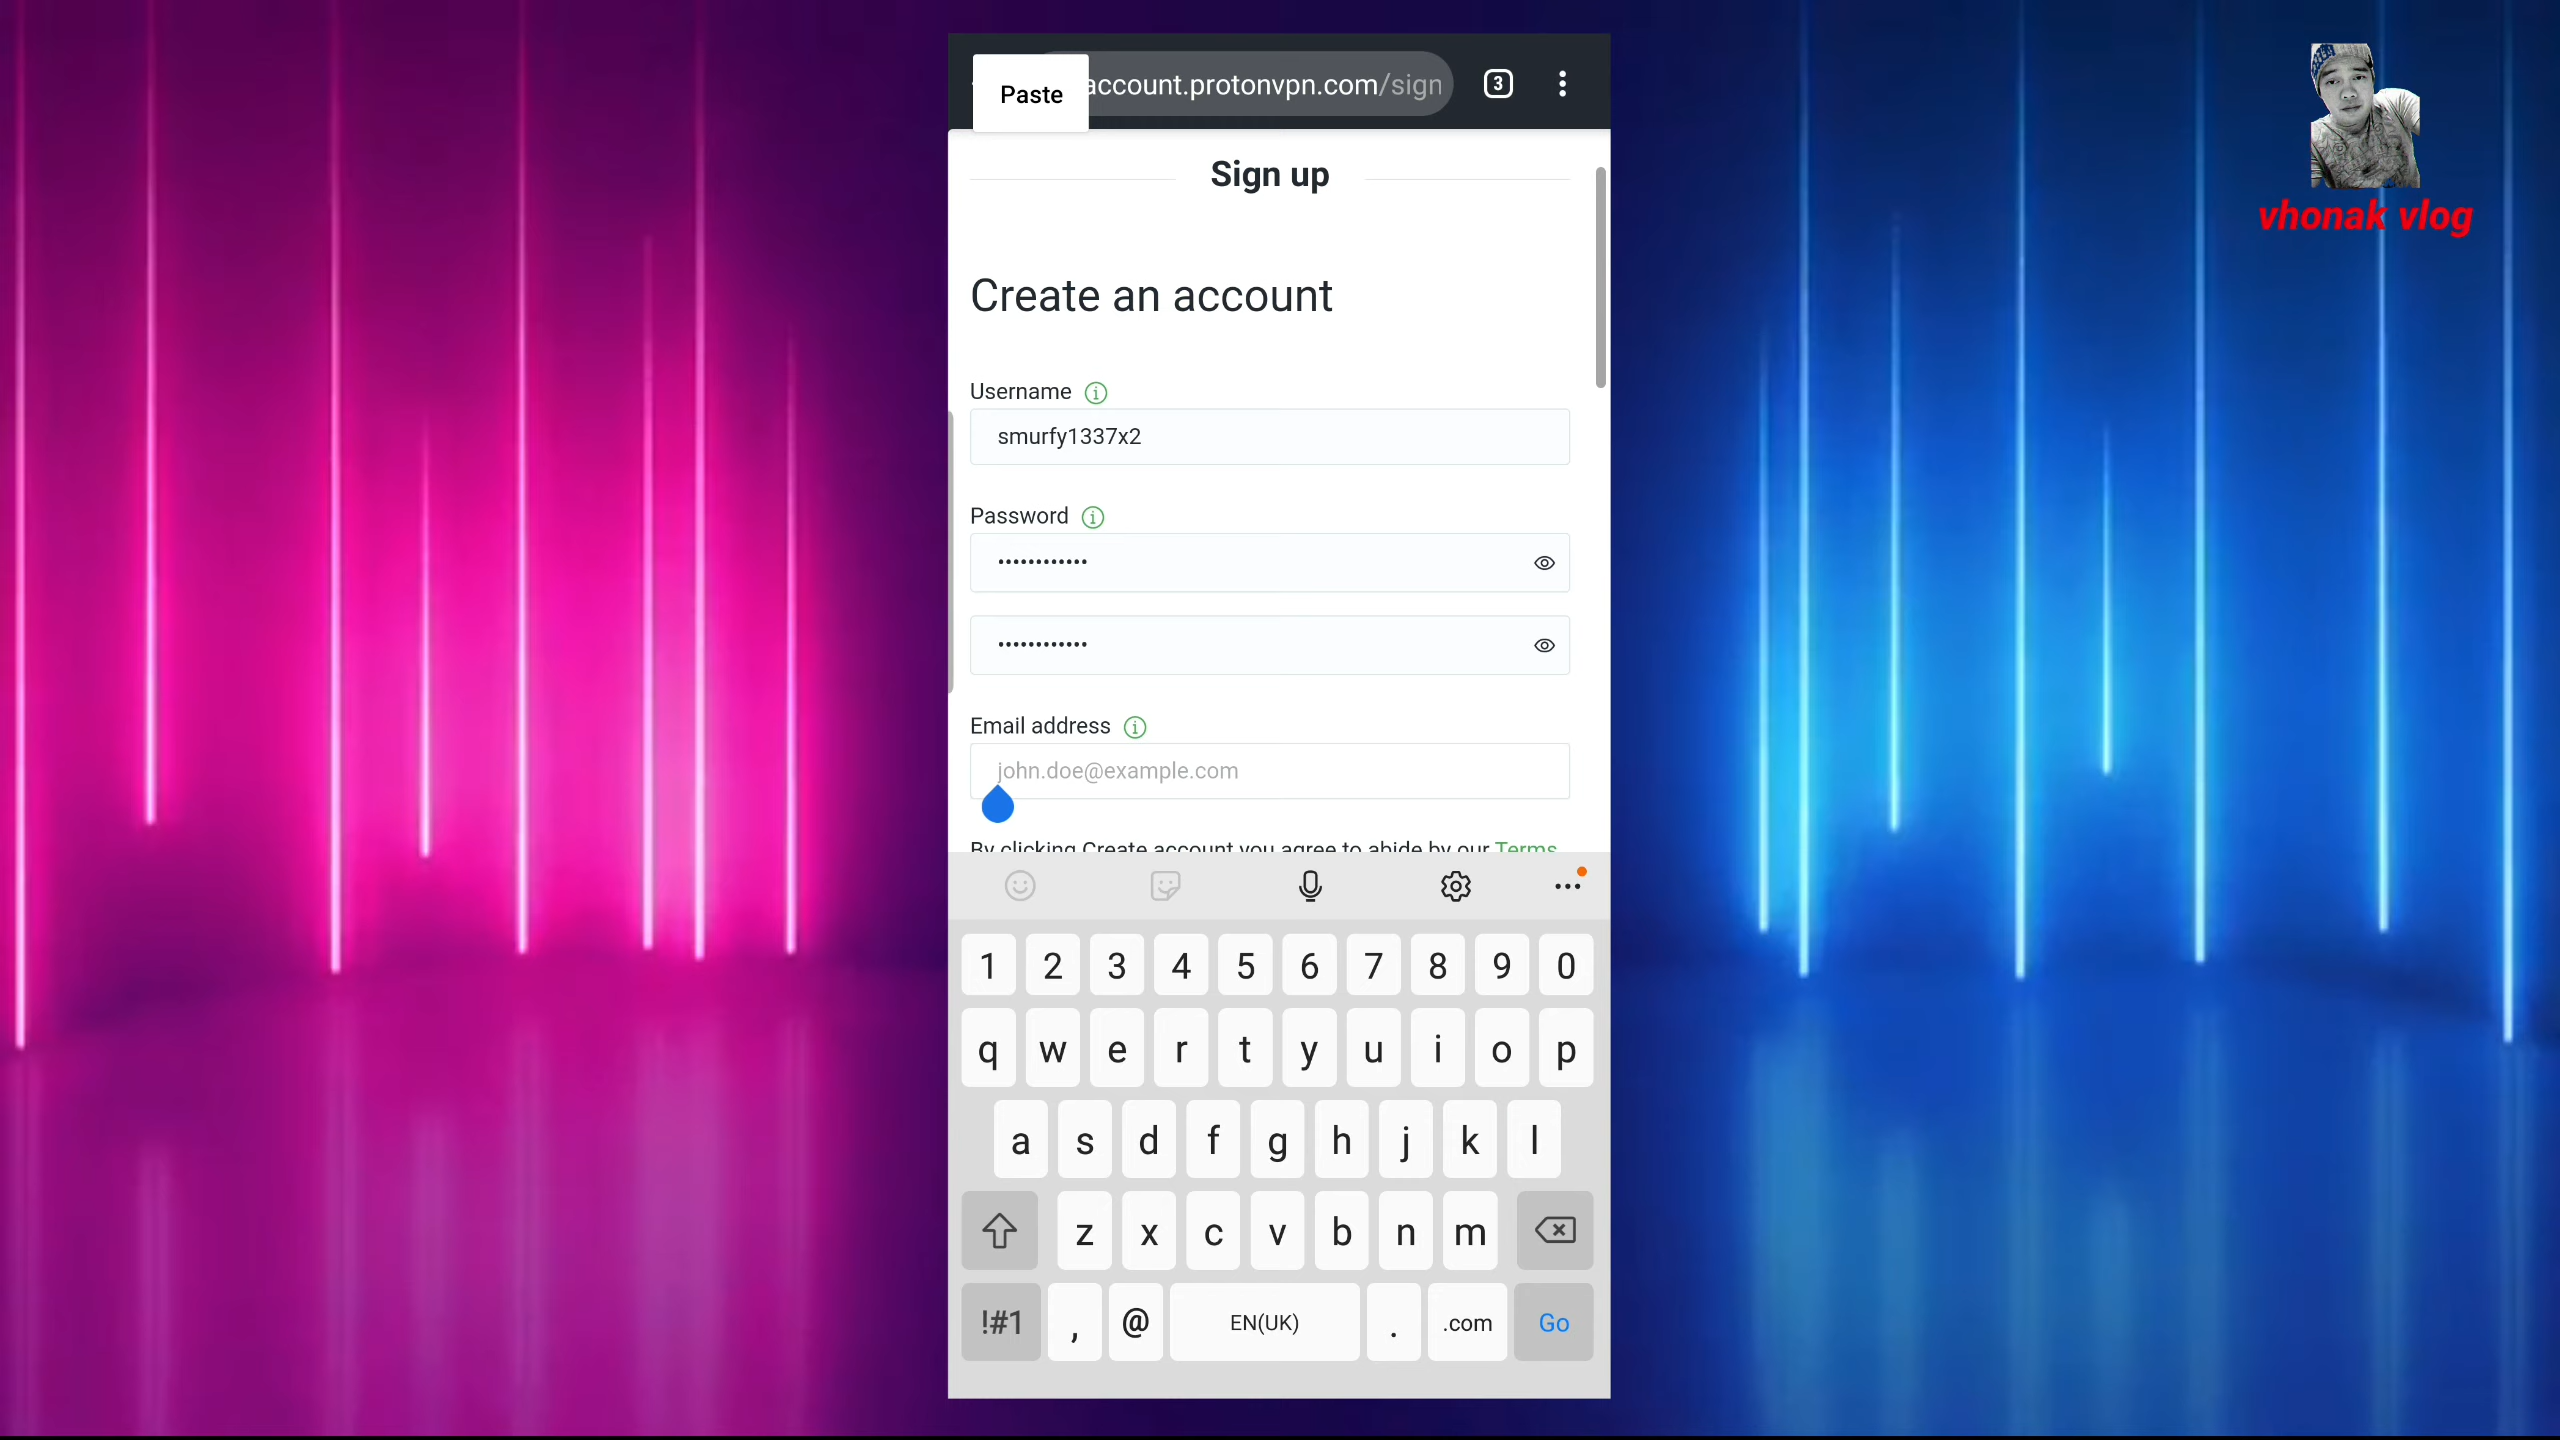 Paste
account.protonvpn.com/sign
3
Sign up
Create an account
Username
smurfy1337x2
Password
••••••••••••
••••••••••••
Email address
john.doe@example.com
By clicking Create account you agree to abide by our Terms
1 2 3 4 5 6 7 8 9 0
q w e r t y u i o p
a s d f g h j k l
z x c v b n m
!#1 , @ EN(UK) . .com Go
vhonak vlog